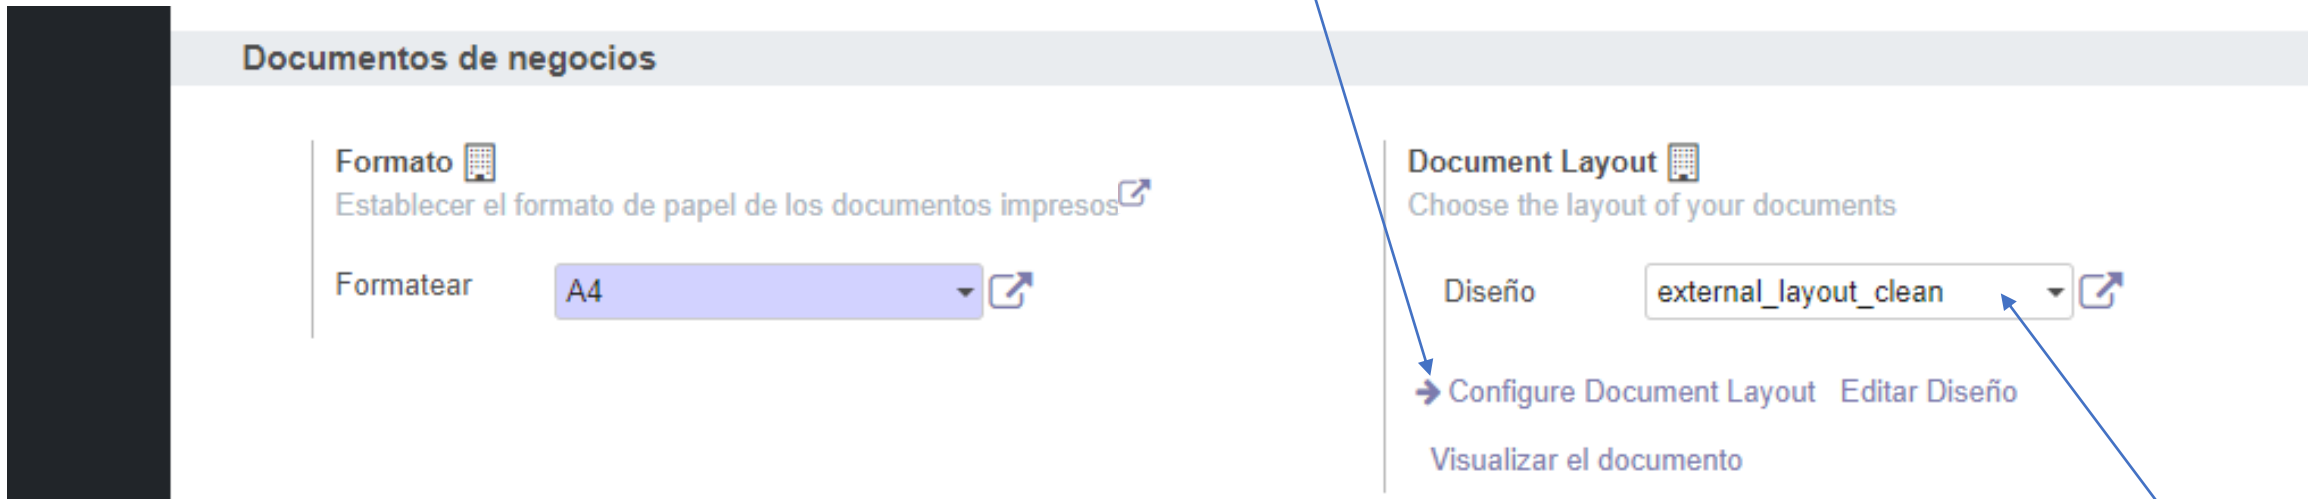 Documentos de negocios
Formato
Establecer el formato de papel de los documentos impresos
Formatear A4
Document Layout
Choose the layout of your documents
Diseño external_layout_clean
Configure Document Layout Editar Diseño
Visualizar el documento